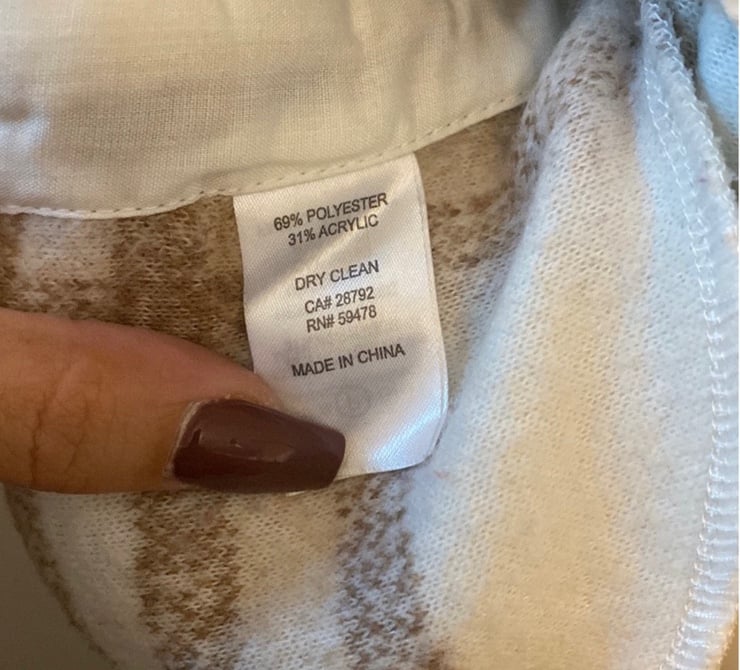 69% POLYESTER
31% ACRYLIC
DRY CLEAN
CA# 28792
RN# 59478
MADE IN CHINA